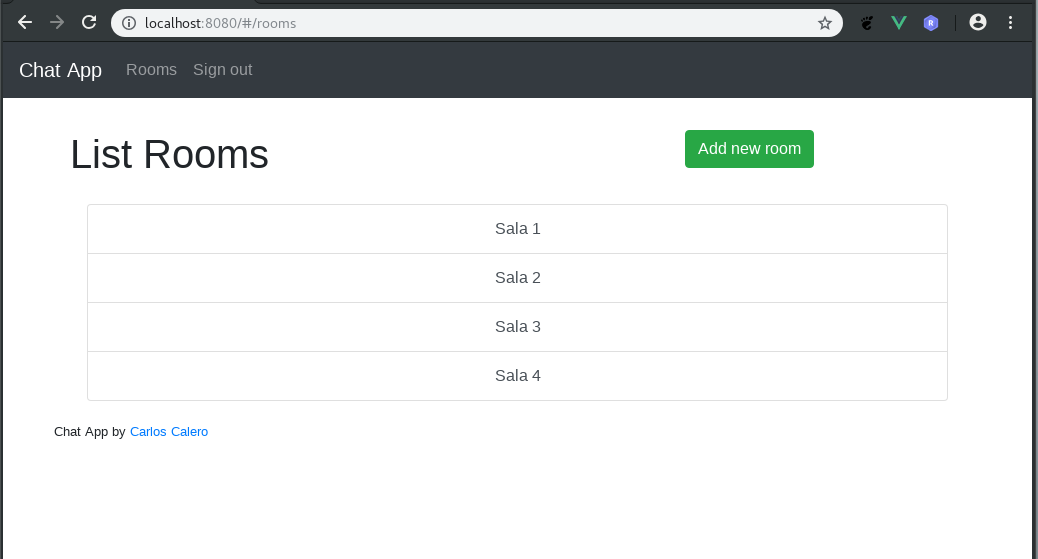 localhost:8080/#/rooms
Chat App Rooms Sign out
List Rooms
Add new room
Sala 1
Sala 2
Sala 3
Sala 4
Chat App by Carlos Calero